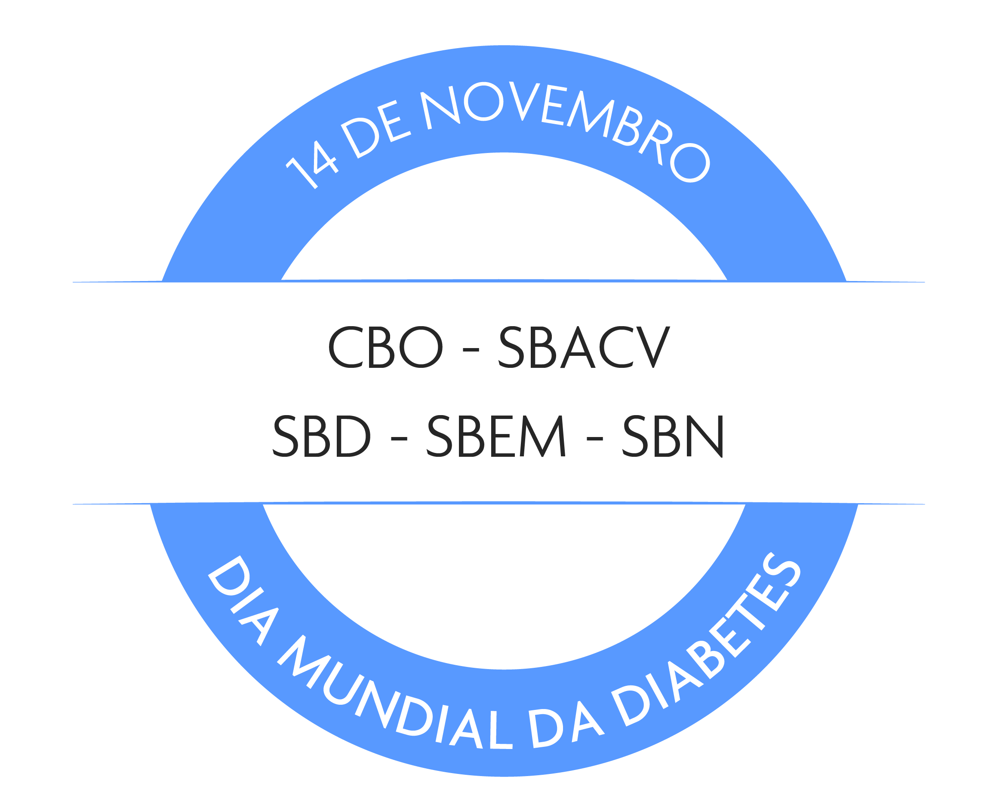 14 DE NOVEMBRO
CBO - SBACV
SBD - SBEM - SBN
DIA MUNDIAL DA DIABETES